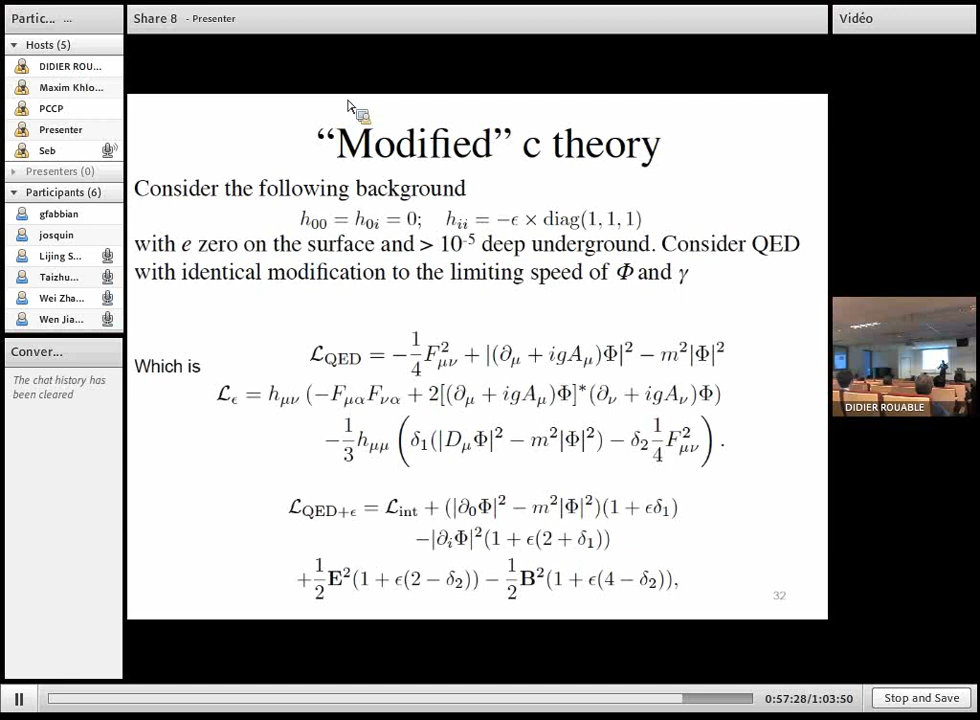 Partic... ...
Share 8 - Presenter
Vidéo
Hosts (5)
DIDIER ROU...
Maxim Khlo...
PCCP
Presenter
Seb
Presenters (0)
Participants (6)
gfabbian
josquin
Lijing S...
Taizhu...
Wei Zha...
Wen Jia...
Conver...
The chat history has
been cleared
“Modified” c theory
Consider the following background
h₀₀ = h₀ᵢ = 0; hᵢᵢ = −ϵ × diag(1, 1, 1)
with e zero on the surface and > 10⁻⁵ deep underground. Consider QED
with identical modification to the limiting speed of Φ and γ
Which is
ℒ_QED = −1/4 F²_μν + |(∂_μ + igA_μ)Φ|² − m²|Φ|²
ℒ_ϵ = h_μν (−F_μα F_να + 2[(∂_μ + igA_μ)Φ]*(∂_ν + igA_ν)Φ)
−1/3 h_μμ (δ₁(|D_μΦ|² − m²|Φ|²) − δ₂ 1/4 F²_μν).
ℒ_QED+ϵ = ℒ_int + (|∂₀Φ|² − m²|Φ|²)(1 + ϵδ₁)
−|∂ᵢΦ|²(1 + ϵ(2 + δ₁))
+1/2 E²(1 + ϵ(2 − δ₂)) − 1/2 B²(1 + ϵ(4 − δ₂)),
32
DIDIER ROUABLE
0:57:28/1:03:50
Stop and Save